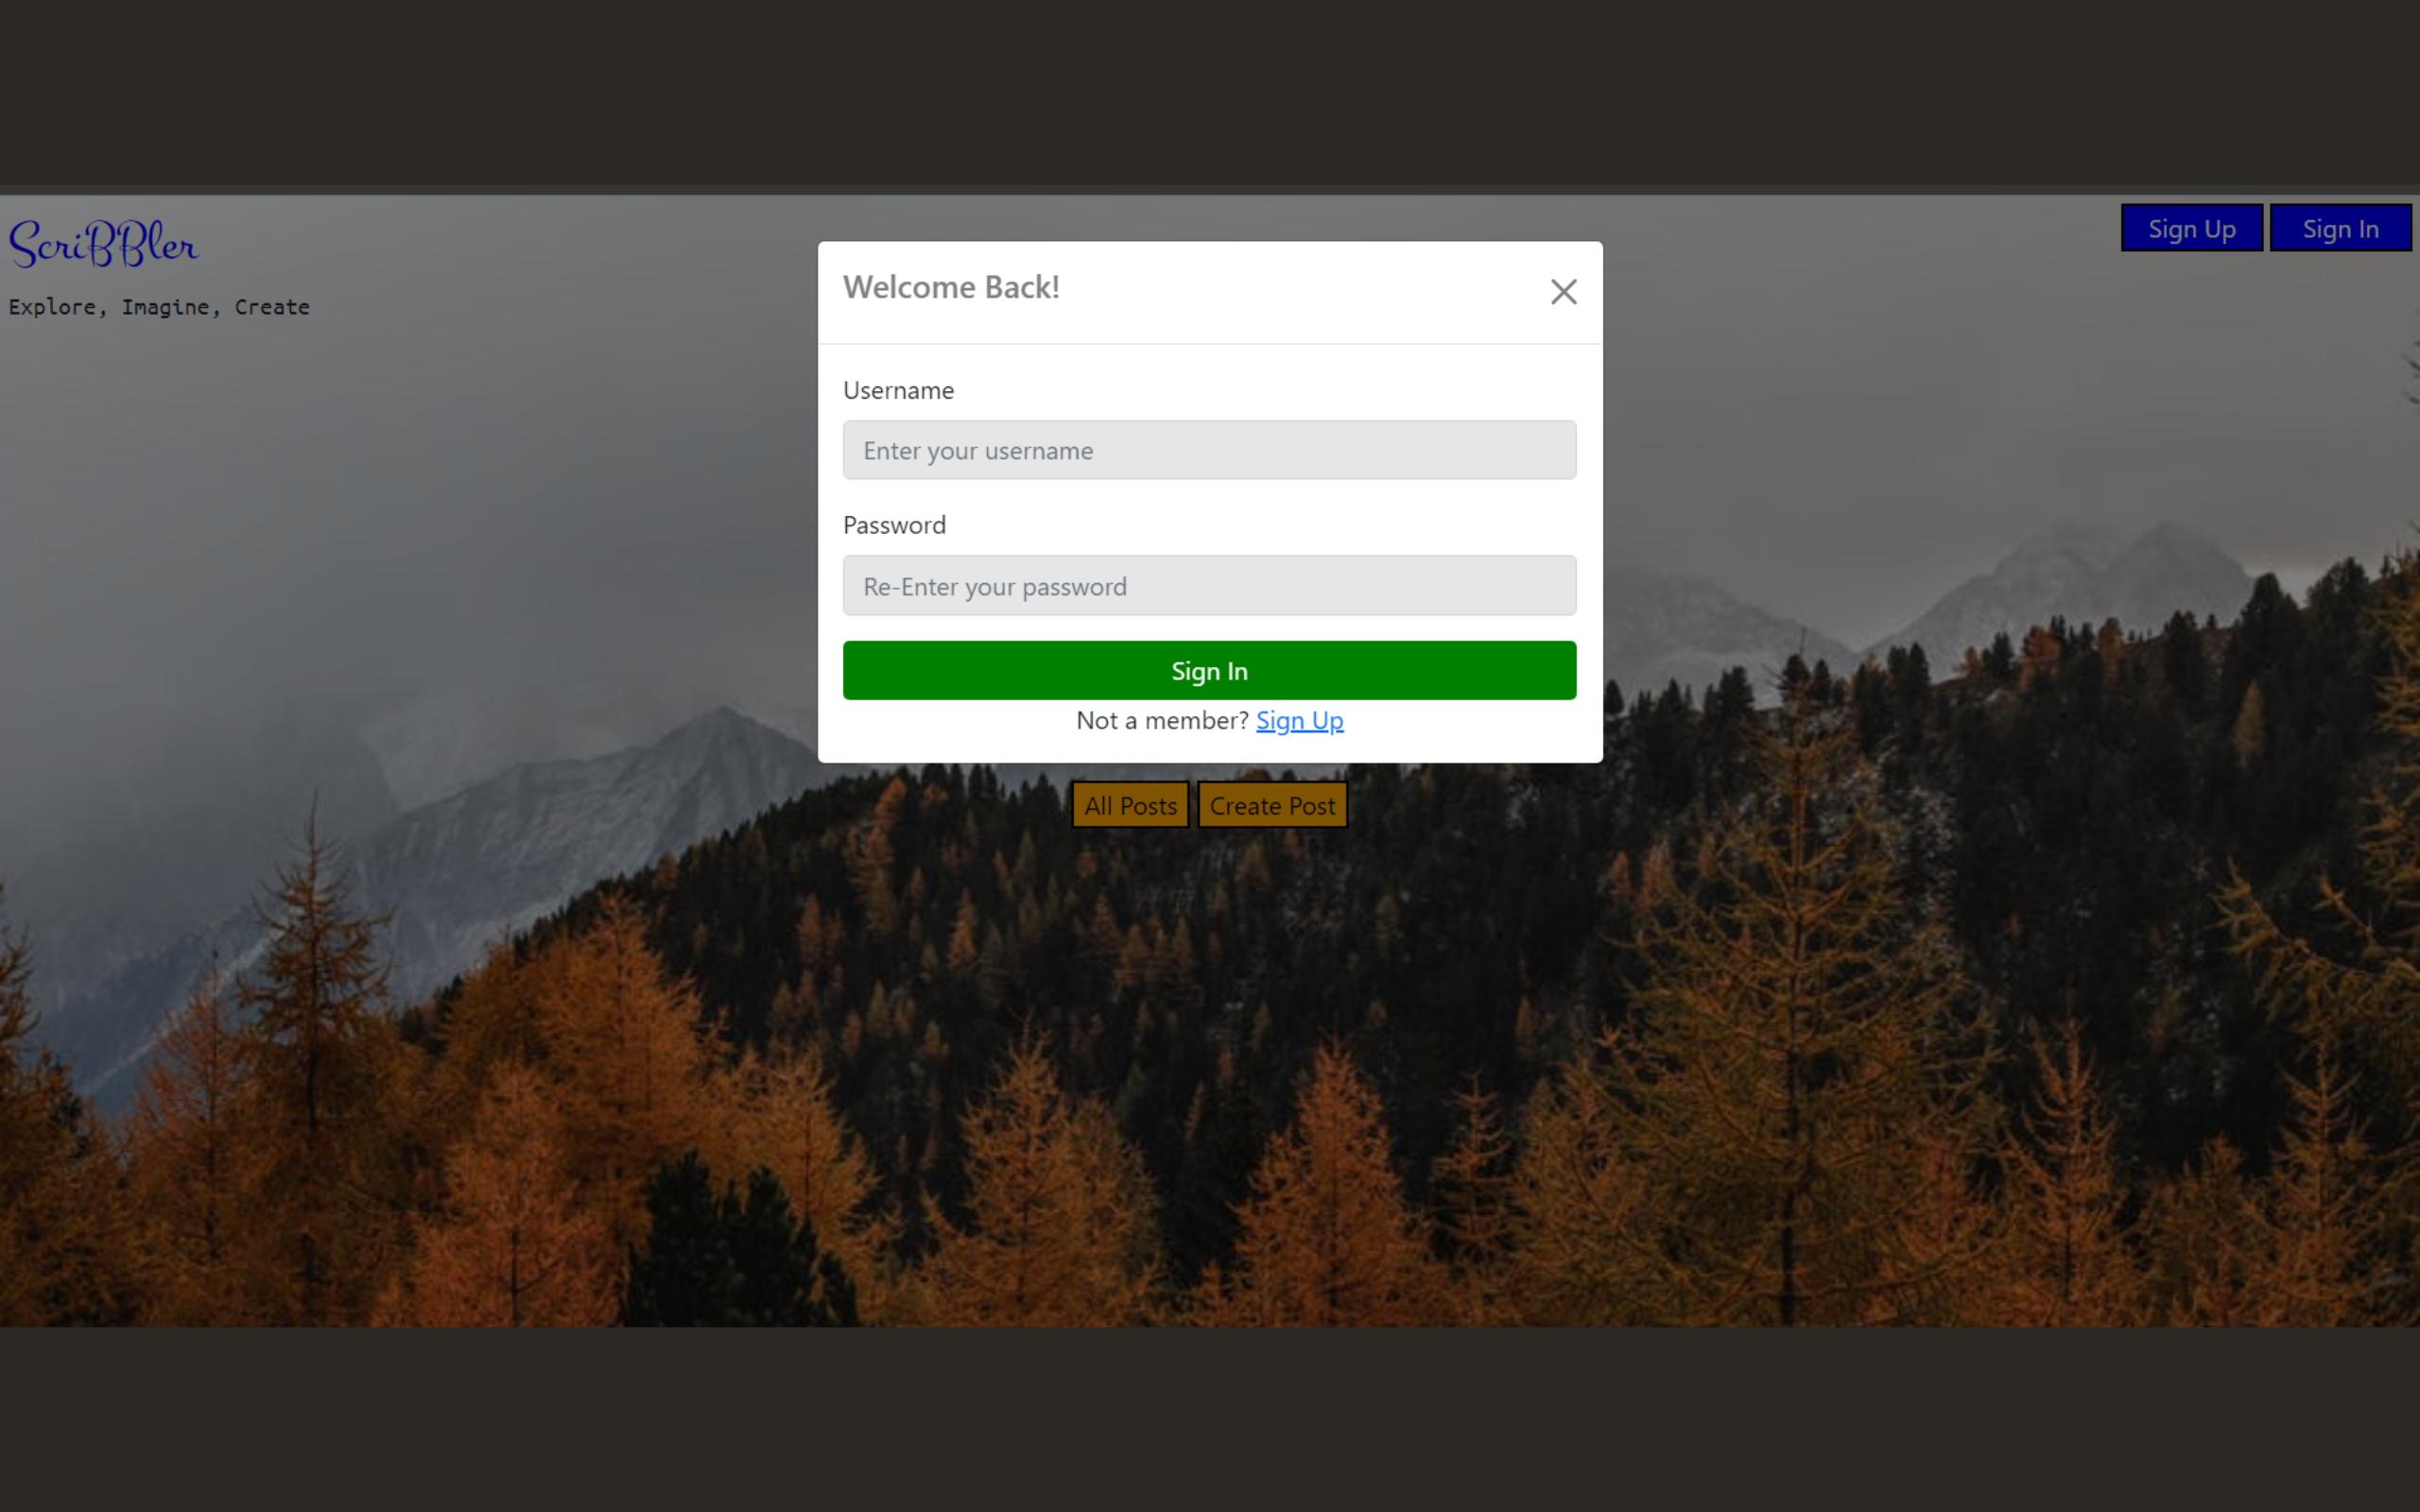 ScriBBler
Sign Up
Sign In
Explore, Imagine, Create
Welcome Back!
Username
Enter your username
Password
Re-Enter your password
Sign In
Not a member? Sign Up
All Posts
Create Post